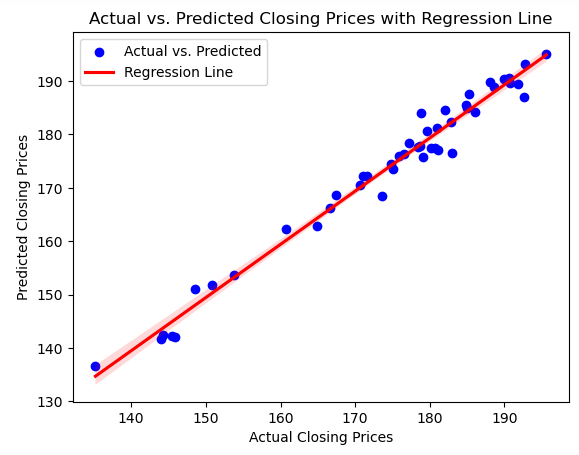 Actual vs. Predicted Closing Prices with Regression Line
Actual vs. Predicted
Regression Line
Predicted Closing Prices
190
180
170
160
150
140
130
140 150 160 170 180 190
Actual Closing Prices